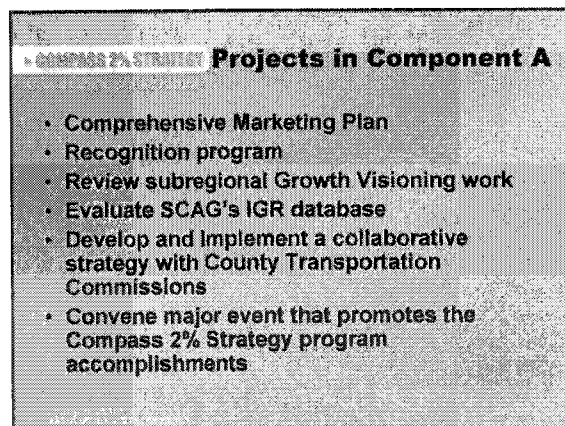 ▸ COMPASS 2% STRATEGY Projects in Component A
• Comprehensive Marketing Plan
• Recognition program
• Review subregional Growth Visioning work
• Evaluate SCAG's IGR database
• Develop and Implement a collaborative
strategy with County Transportation
Commissions
• Convene major event that promotes the
Compass 2% Strategy program
accomplishments